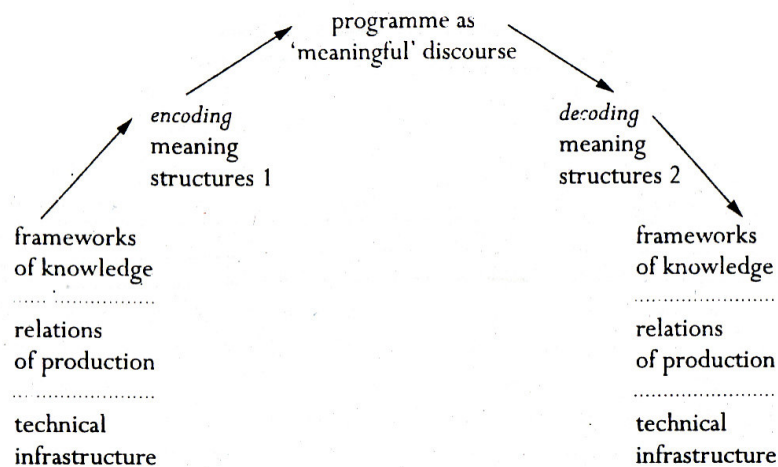 programme as
‘meaningful’ discourse
encoding
meaning
structures 1
decoding
meaning
structures 2
frameworks
of knowledge
relations
of production
technical
infrastructure
frameworks
of knowledge
relations
of production
technical
infrastructure